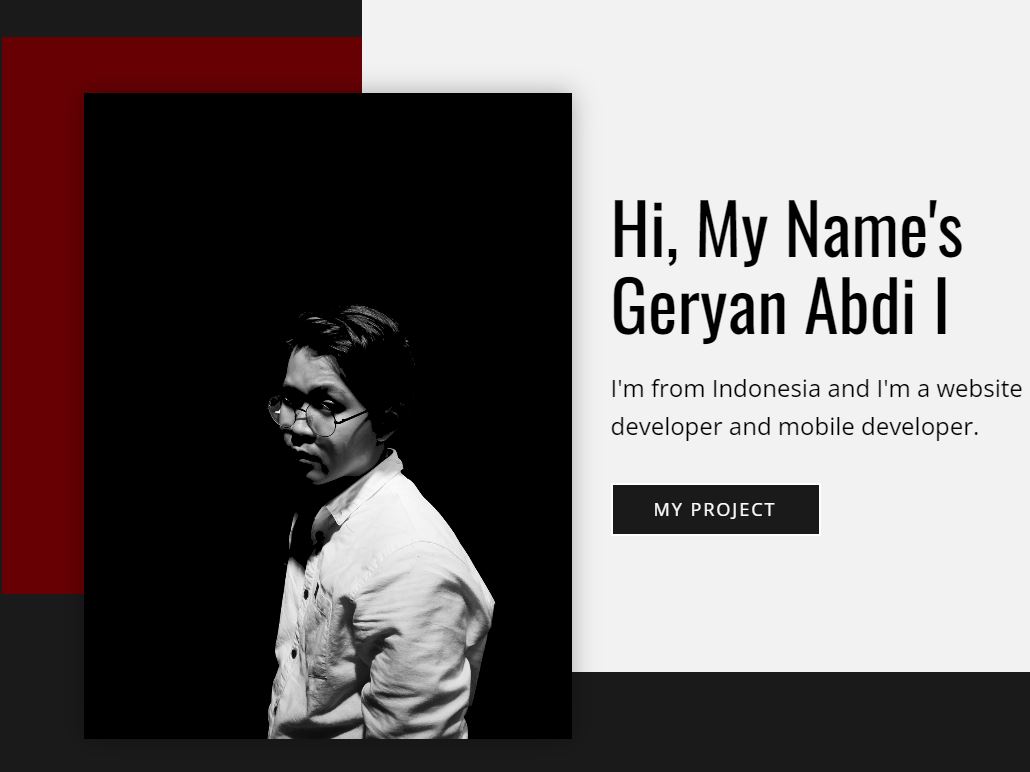 Hi, My Name's
Geryan Abdi I
I'm from Indonesia and I'm a website
developer and mobile developer.
MY PROJECT